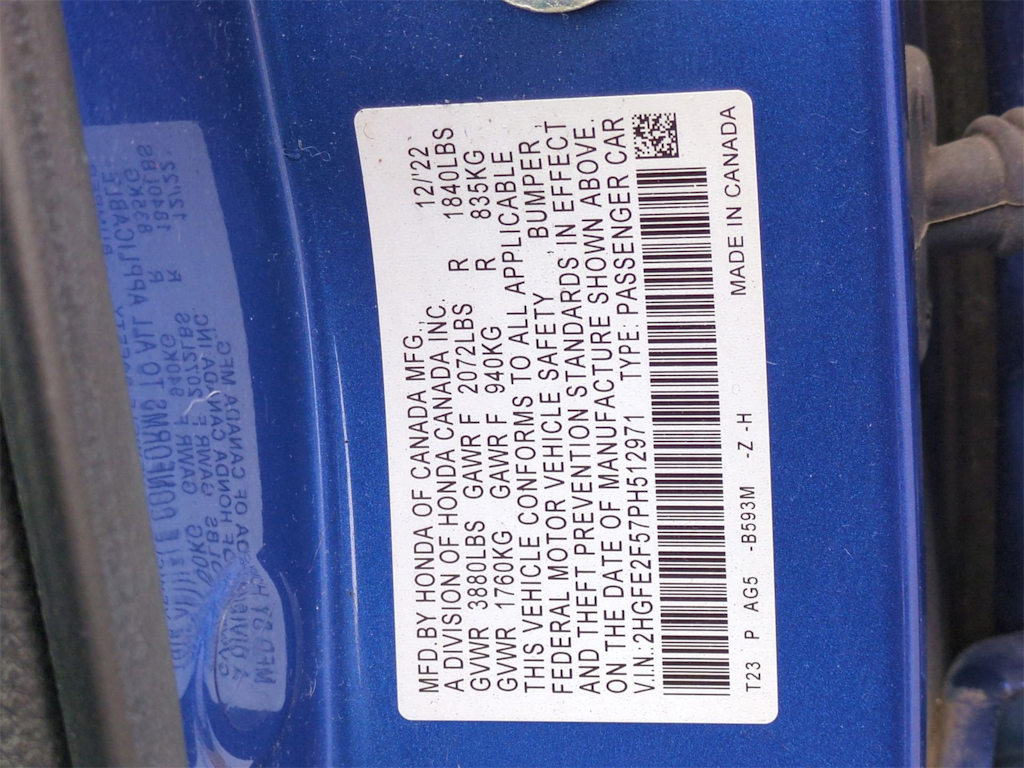 MFD.BY HONDA OF CANADA MFG., 12/'22
A DIVISION OF HONDA CANADA INC.
GVWR 3880LBS GAWR F 2072LBS R 1840LBS
GVWR 1760KG GAWR F 940KG R 835KG
THIS VEHICLE CONFORMS TO ALL APPLICABLE
FEDERAL MOTOR VEHICLE SAFETY , BUMPER,
AND THEFT PREVENTION STANDARDS IN EFFECT
ON THE DATE OF MANUFACTURE SHOWN ABOVE.
V.I.N.:2HGFE2F57PH512971 TYPE: PASSENGER CAR
T23 P AG5 -B593M -Z -H MADE IN CANADA